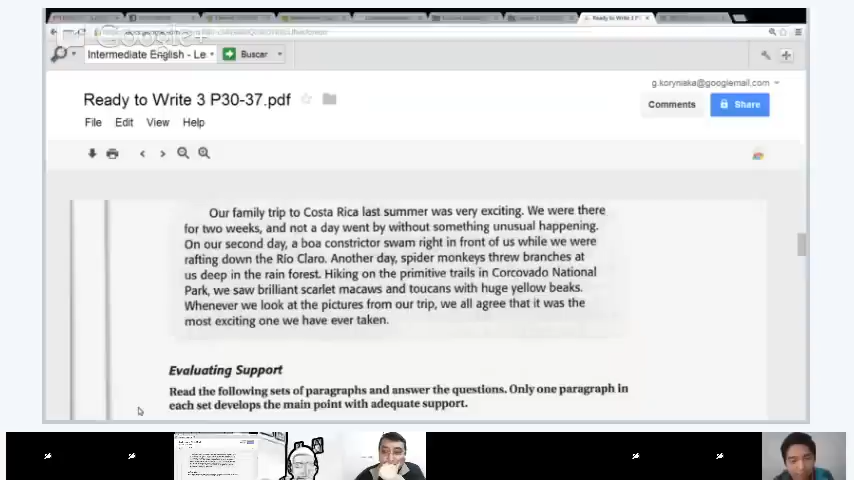 Ready to Write 3 P
Google+
Intermediate English - Le
Buscar
g.koryniaka@googlemail.com
Ready to Write 3 P30-37.pdf
Comments
Share
File Edit View Help
Our family trip to Costa Rica last summer was very exciting. We were there
for two weeks, and not a day went by without something unusual happening.
On our second day, a boa constrictor swam right in front of us while we were
rafting down the Río Claro. Another day, spider monkeys threw branches at
us deep in the rain forest. Hiking on the primitive trails in Corcovado National
Park, we saw brilliant scarlet macaws and toucans with huge yellow beaks.
Whenever we look at the pictures from our trip, we all agree that it was the
most exciting one we have ever taken.
Evaluating Support
Read the following sets of paragraphs and answer the questions. Only one paragraph in
each set develops the main point with adequate support.